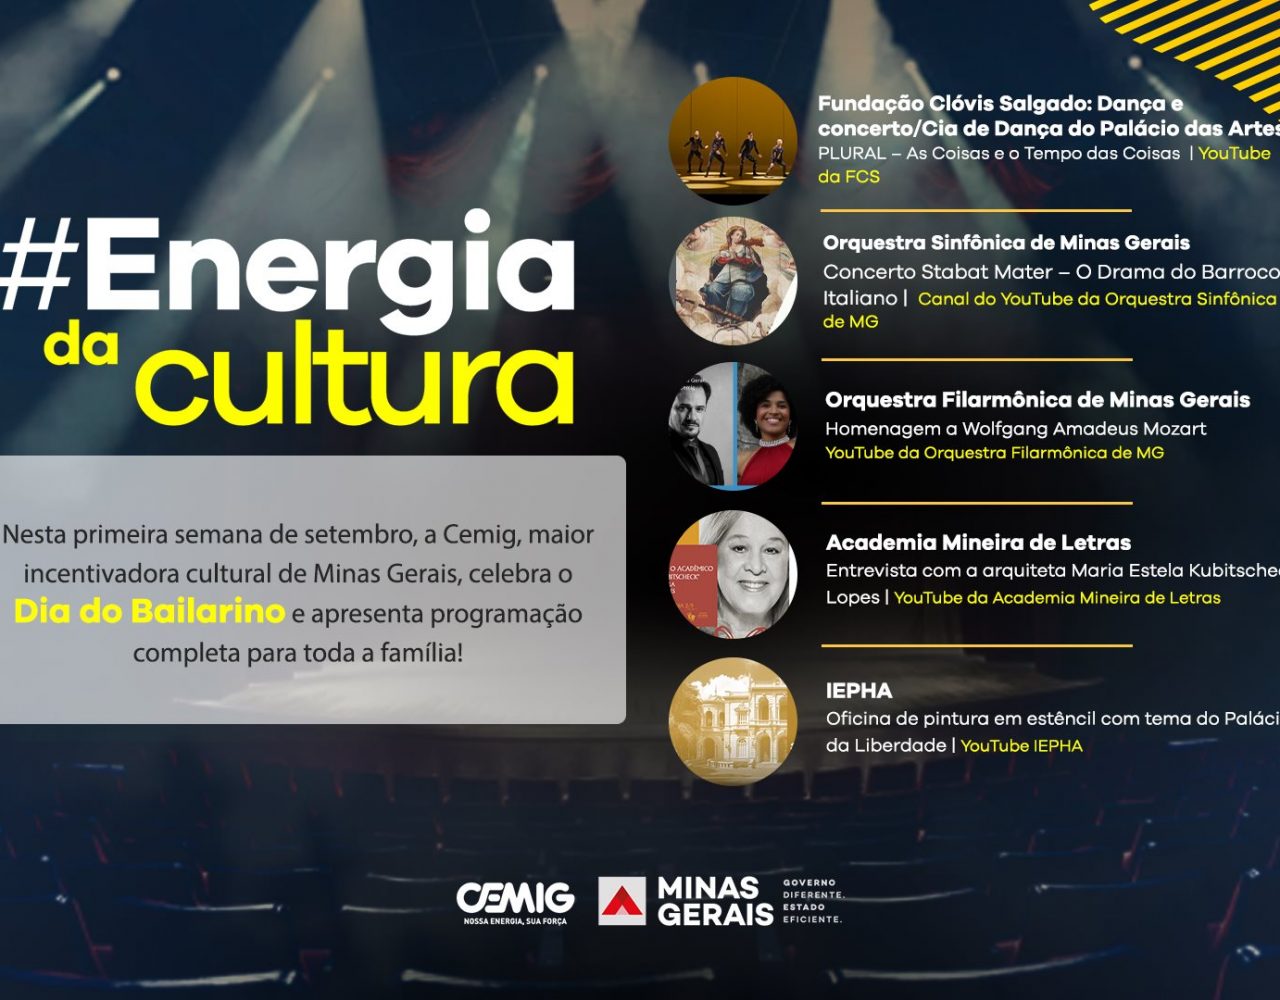 #Energia
da
cultura
Nesta primeira semana de setembro, a Cemig, maior
incentivadora cultural de Minas Gerais, celebra o
Dia do Bailarino e apresenta programação
completa para toda a família!
Fundação Clóvis Salgado: Dança e
concerto/Cia de Dança do Palácio das Artes
PLURAL – As Coisas e o Tempo das Coisas | YouTube
da FCS
Orquestra Sinfônica de Minas Gerais
Concerto Stabat Mater – O Drama do Barroco
Italiano | Canal do YouTube da Orquestra Sinfônica
de MG
Orquestra Filarmônica de Minas Gerais
Homenagem a Wolfgang Amadeus Mozart
YouTube da Orquestra Filarmônica de MG
Academia Mineira de Letras
Entrevista com a arquiteta Maria Estela Kubitsche
Lopes | YouTube da Academia Mineira de Letras
IEPHA
Oficina de pintura em estêncil com tema do Paláci
da Liberdade | YouTube IEPHA
CEMIG
NOSSA ENERGIA, SUA FORÇA
MINAS
GERAIS
GOVERNO
DIFERENTE.
ESTADO
EFICIENTE.